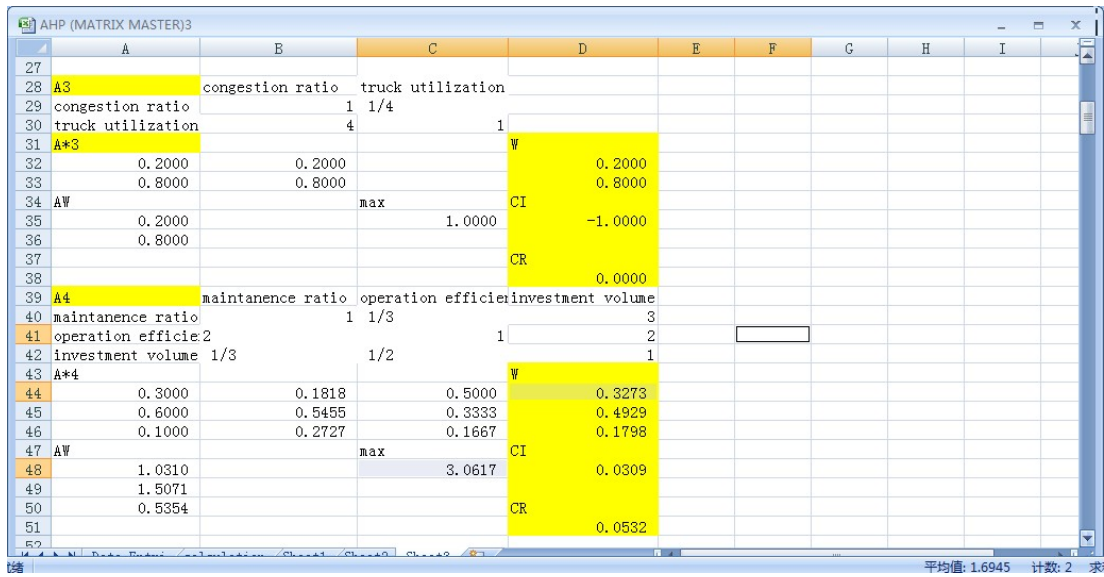 AHP (MATRIX MASTER)3
A B C D E F G H I
27
28 A3 congestion ratio truck utilization
29 congestion ratio 1 1/4
30 truck utilization 4 1
31 A*3 W
32 0.2000 0.2000 0.2000
33 0.8000 0.8000 0.8000
34 AW max CI
35 0.2000 1.0000 -1.0000
36 0.8000
37 CR
38 0.0000
39 A4 maintanence ratio operation efficien investment volume
40 maintanence ratio 1 1/3 3
41 operation efficie 2 1 2
42 investment volume 1/3 1/2 1
43 A*4 W
44 0.3000 0.1818 0.5000 0.3273
45 0.6000 0.5455 0.3333 0.4929
46 0.1000 0.2727 0.1667 0.1798
47 AW max CI
48 1.0310 3.0617 0.0309
49 1.5071
50 0.5354 CR
51 0.0532
52
平均值: 1.6945 计数: 2